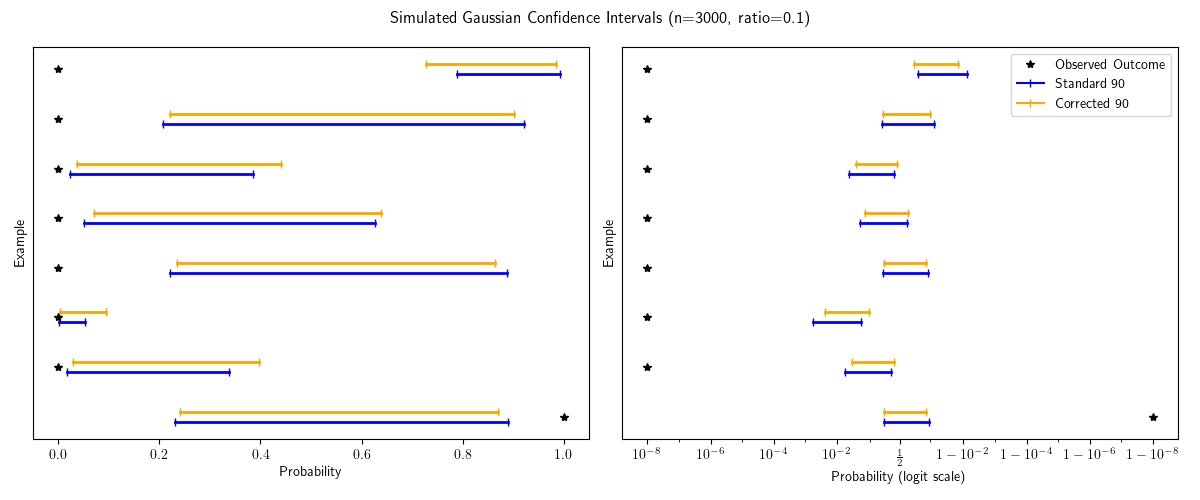 Simulated Gaussian Confidence Intervals (n=3000, ratio=0.1)
Example
0.0 0.2 0.4 0.6 0.8 1.0
Probability
Example
Observed Outcome
Standard 90
Corrected 90
10⁻⁸ 10⁻⁶ 10⁻⁴ 10⁻² 1/2 1 − 10⁻² 1 − 10⁻⁴ 1 − 10⁻⁶ 1 − 10⁻⁸
Probability (logit scale)